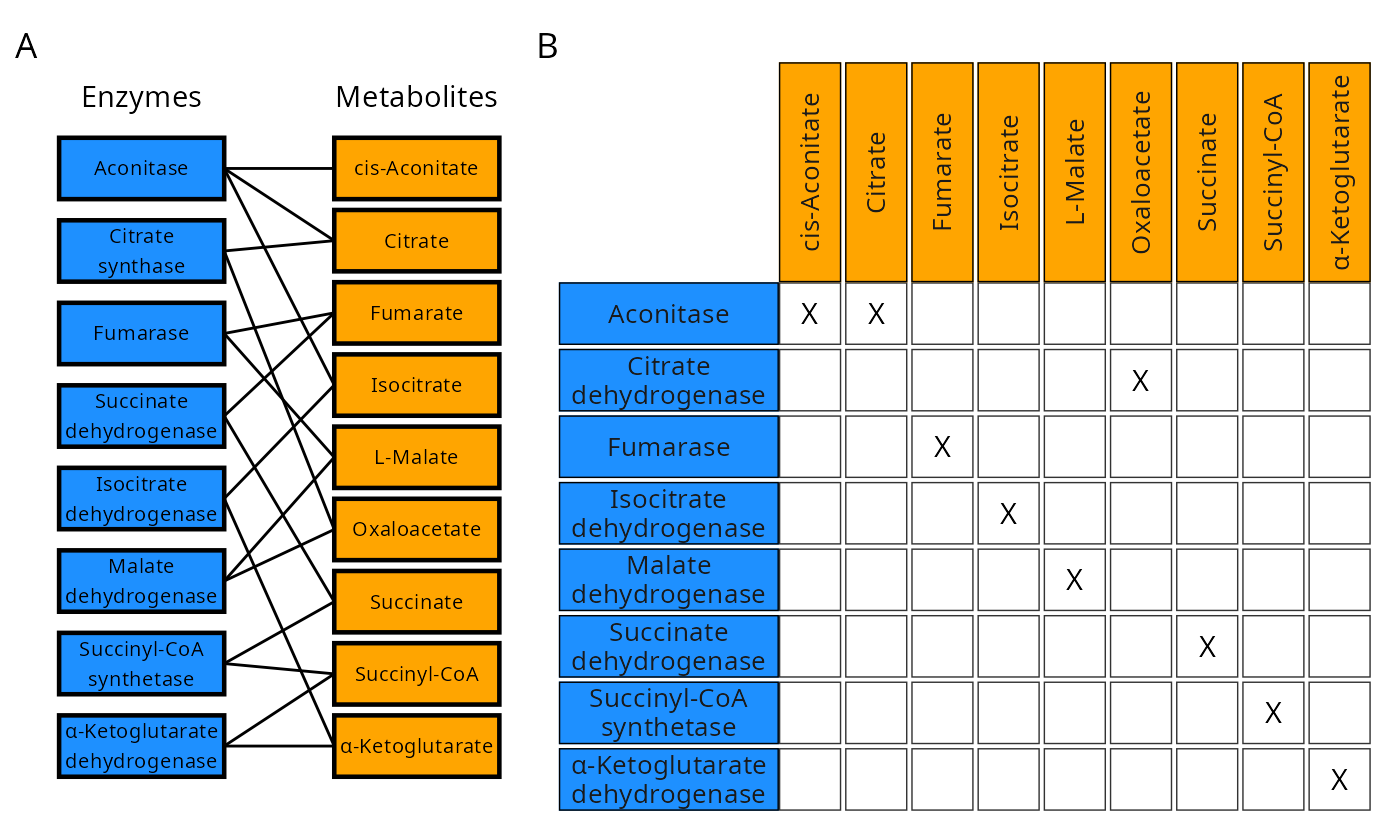 A
Enzymes
Metabolites
Aconitase
Citrate
synthase
Fumarase
Succinate
dehydrogenase
Isocitrate
dehydrogenase
Malate
dehydrogenase
Succinyl-CoA
synthetase
α-Ketoglutarate
dehydrogenase
cis-Aconitate
Citrate
Fumarate
Isocitrate
L-Malate
Oxaloacetate
Succinate
Succinyl-CoA
α-Ketoglutarate
B
cis-Aconitate
Citrate
Fumarate
Isocitrate
L-Malate
Oxaloacetate
Succinate
Succinyl-CoA
α-Ketoglutarate
Aconitase X X
Citrate
dehydrogenase X
Fumarase X
Isocitrate
dehydrogenase X
Malate
dehydrogenase X
Succinate
dehydrogenase X
Succinyl-CoA
synthetase X
α-Ketoglutarate
dehydrogenase X